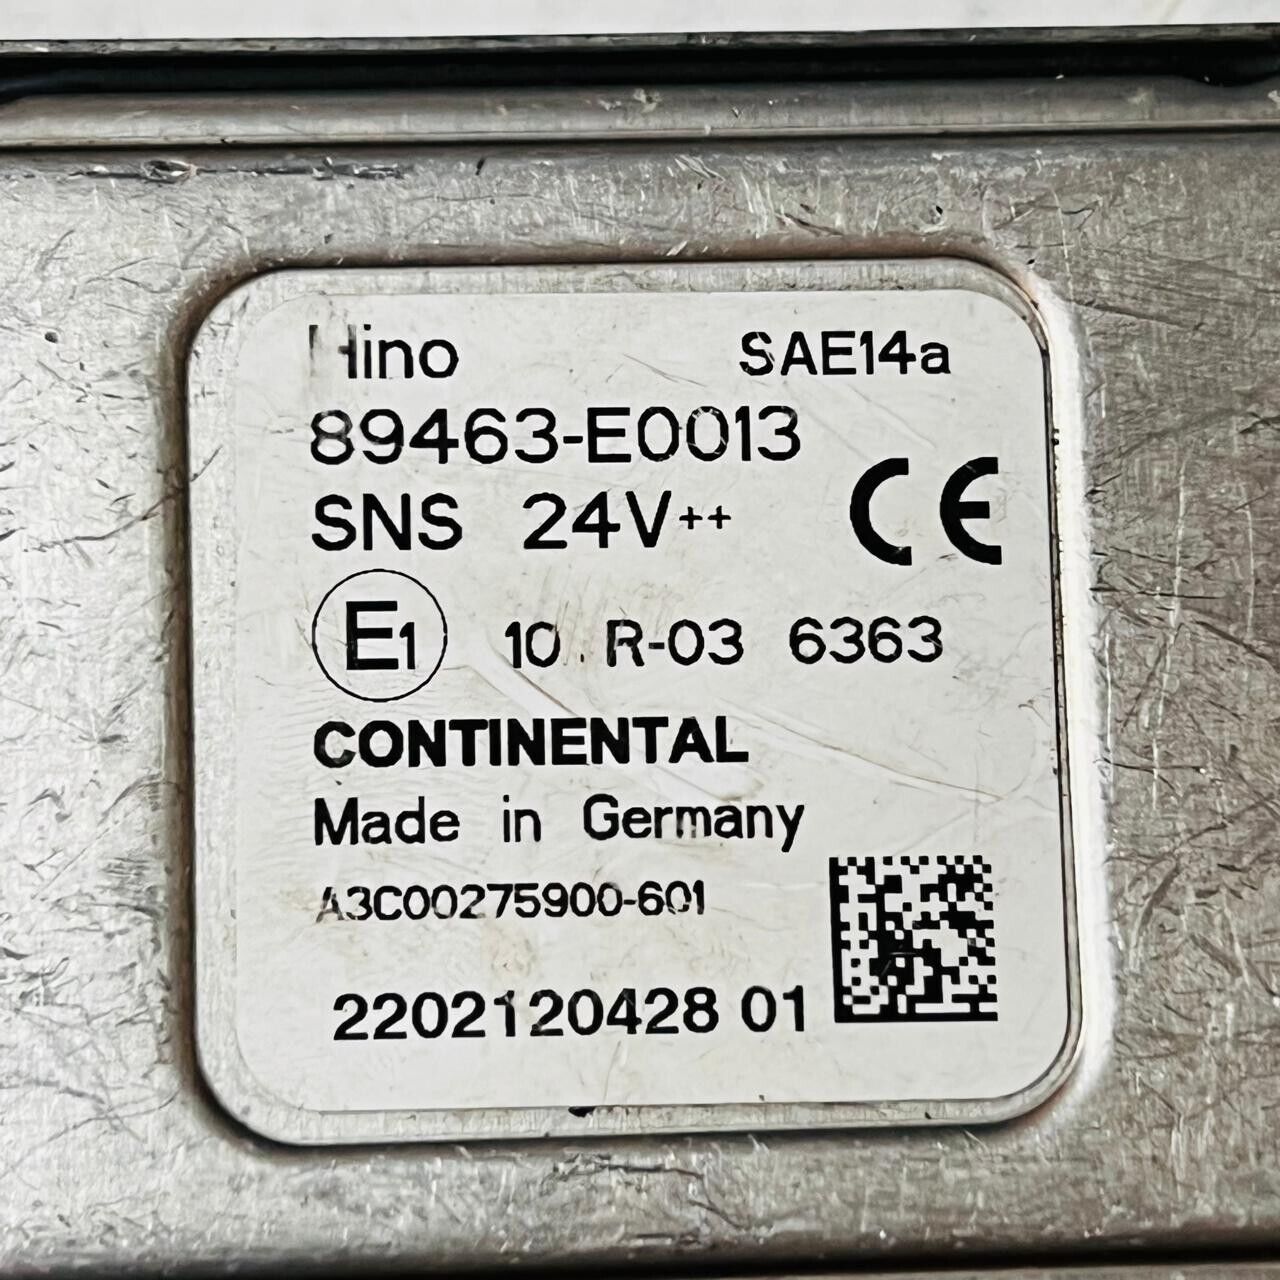 Hino SAE14a
89463-E0013
SNS 24V++
CE
E1 10 R-03 6363
CONTINENTAL
Made in Germany
A3C00275900-601
2202120428 01